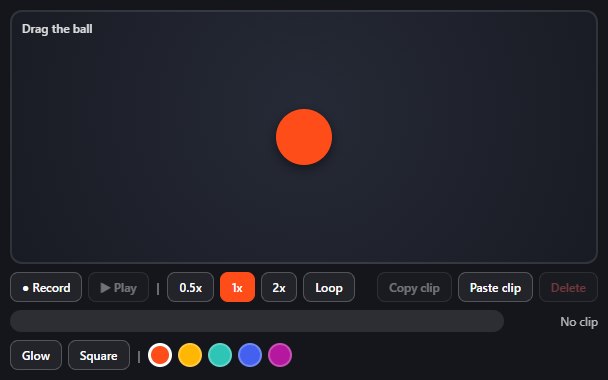 Drag the ball
● Record ▶ Play | 0.5x 1x 2x Loop Copy clip Paste clip Delete
No clip
Glow Square |